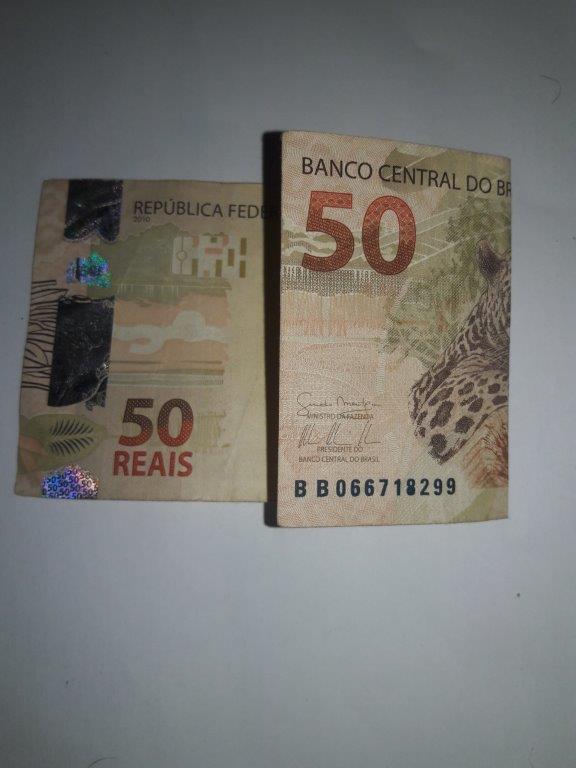 REPÚBLICA FEDER
2010
50
REAIS
BANCO CENTRAL DO BR
50
MINISTRO DA FAZENDA
PRESIDENTE DO
BANCO CENTRAL DO BRASIL
BB066718299